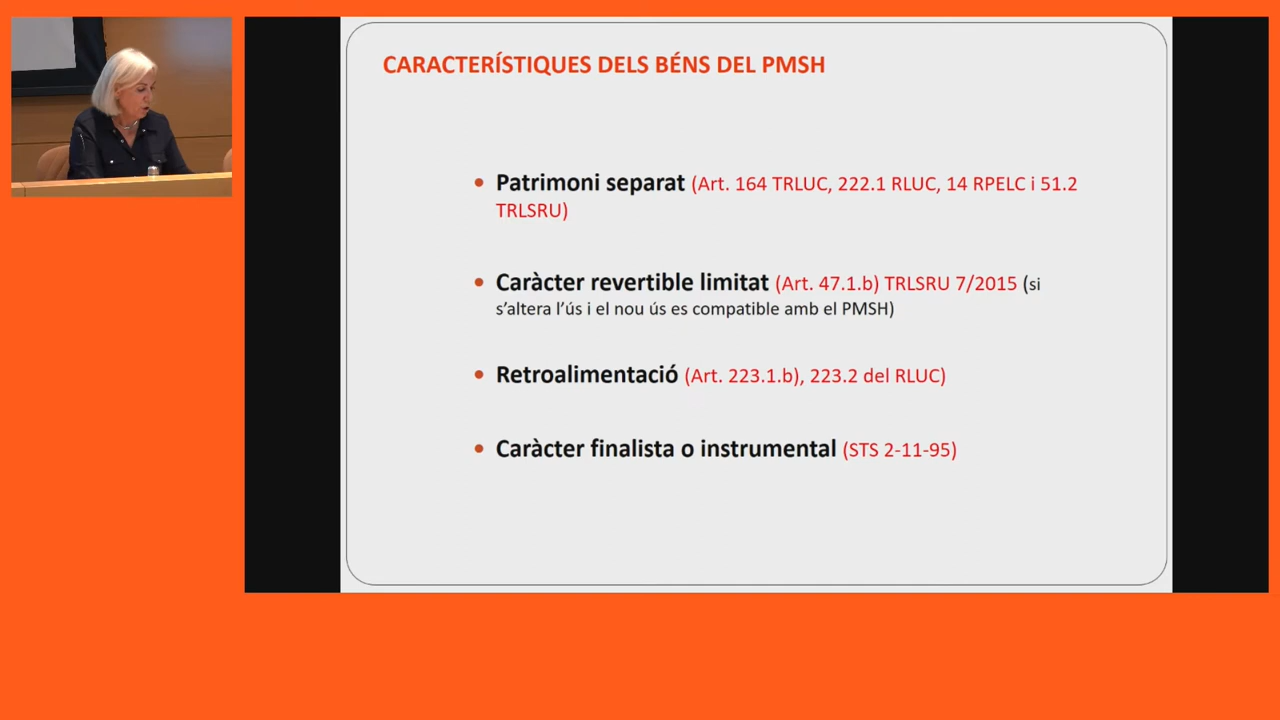 CARACTERÍSTIQUES DELS BÉNS DEL PMSH
• Patrimoni separat (Art. 164 TRLUC, 222.1 RLUC, 14 RPELC i 51.2
TRLSRU)
• Caràcter revertible limitat (Art. 47.1.b) TRLSRU 7/2015 (si
s’altera l’ús i el nou ús es compatible amb el PMSH)
• Retroalimentació (Art. 223.1.b), 223.2 del RLUC)
• Caràcter finalista o instrumental (STS 2-11-95)